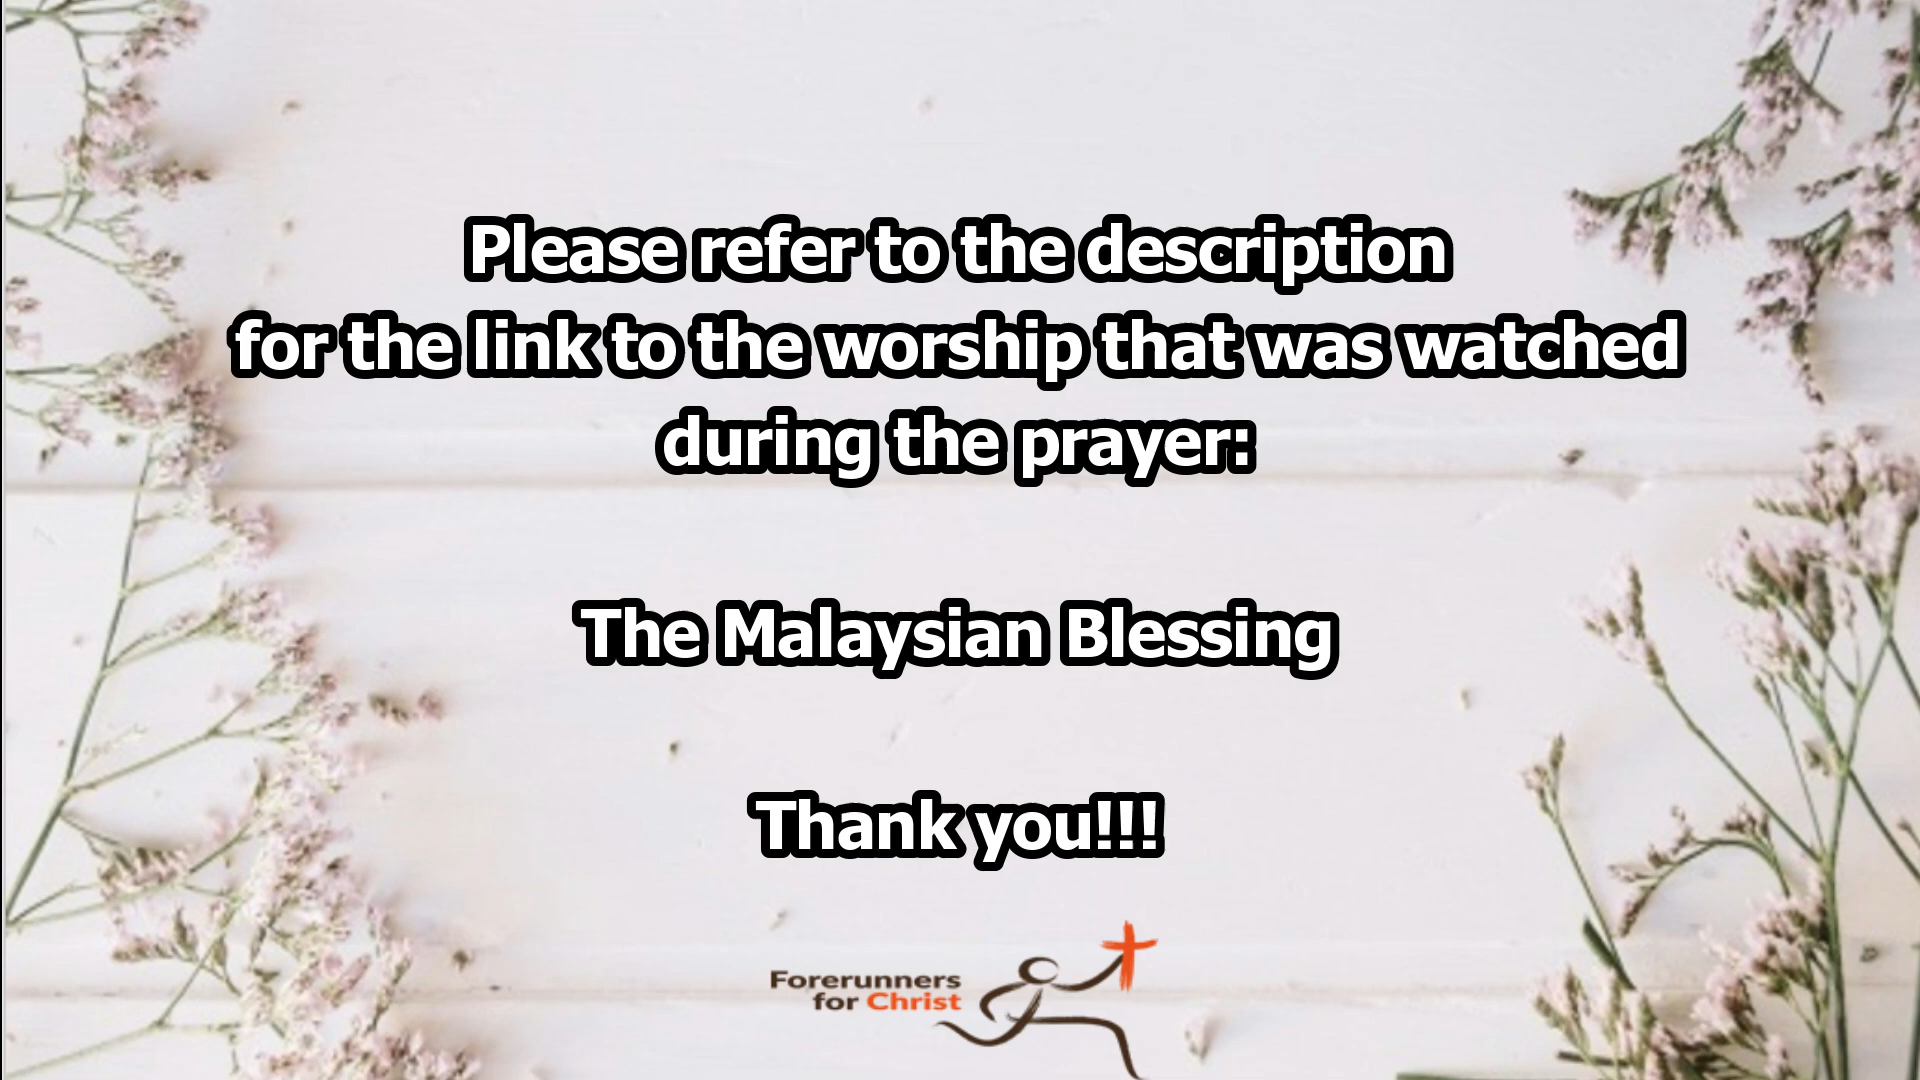 Please refer to the description
for the link to the worship that was watched
during the prayer:
The Malaysian Blessing
Thank you!!!
Forerunners
for Christ